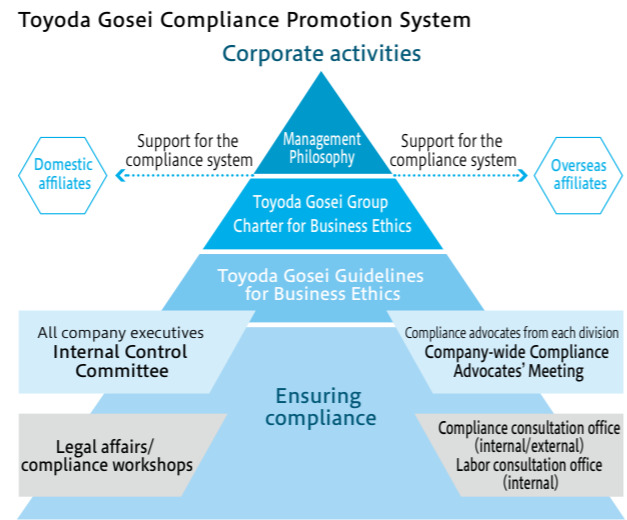 Toyoda Gosei Compliance Promotion System
Corporate activities
Management
Philosophy
Support for the
compliance system
Support for the
compliance system
Domestic
affiliates
Overseas
affiliates
Toyoda Gosei Group
Charter for Business Ethics
Toyoda Gosei Guidelines
for Business Ethics
All company executives
Internal Control
Committee
Compliance advocates from each division
Company-wide Compliance
Advocates’ Meeting
Ensuring
compliance
Legal affairs/
compliance workshops
Compliance consultation office
(internal/external)
Labor consultation office
(internal)